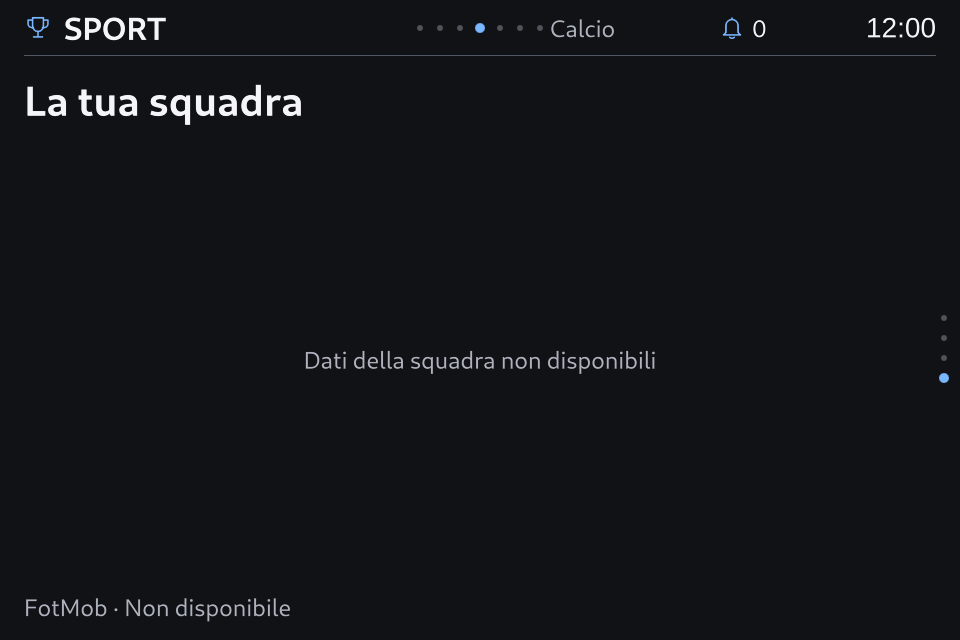 SPORT
Calcio
0
12:00
La tua squadra
Dati della squadra non disponibili
FotMob · Non disponibile